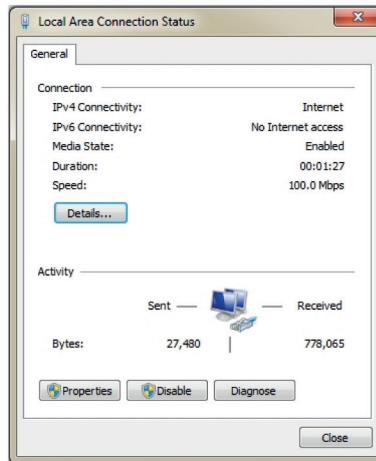 Local Area Connection Status
General
Connection
IPv4 Connectivity: Internet
IPv6 Connectivity: No Internet access
Media State: Enabled
Duration: 00:01:27
Speed: 100.0 Mbps
Details...
Activity
Sent Received
Bytes: 27,480 778,065
Properties Disable Diagnose
Close